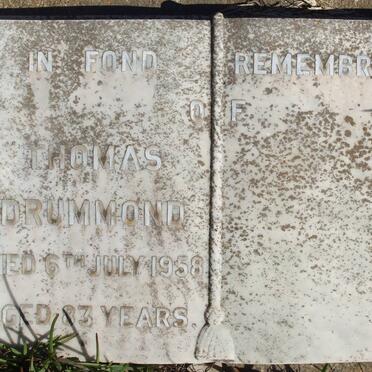 IN FOND REMEMBR
OF
THOMAS
DRUMMOND
IED 6TH JULY 1958
GED 83 YEARS.